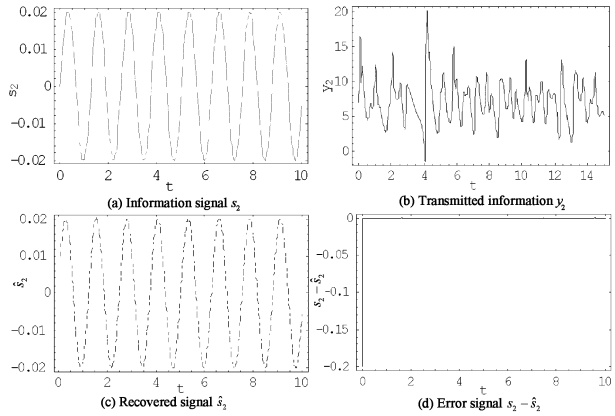 0.02
0.01
0
-0.01
-0.02
s₂
0 2 4 6 8 10
t
(a) Information signal s₂
20
15
10
5
0
y₂
0 2 4 6 8 10 12 14
t
(b) Transmitted information y₂
0.02
0.01
0
-0.01
-0.02
ŝ₂
0 2 4 6 8 10
t
(c) Recovered signal ŝ₂
0
-0.05
-0.1
-0.15
-0.2
s₂ – ŝ₂
0 2 4 6 8 10
t
(d) Error signal s₂ – ŝ₂